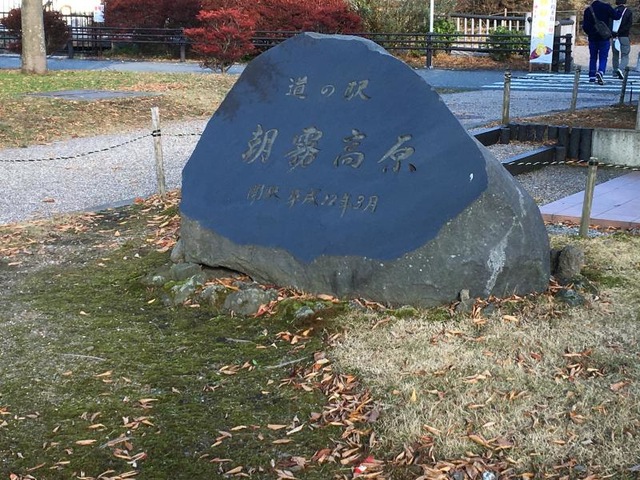 道の駅
朝霧高原
開駅 平成12年3月